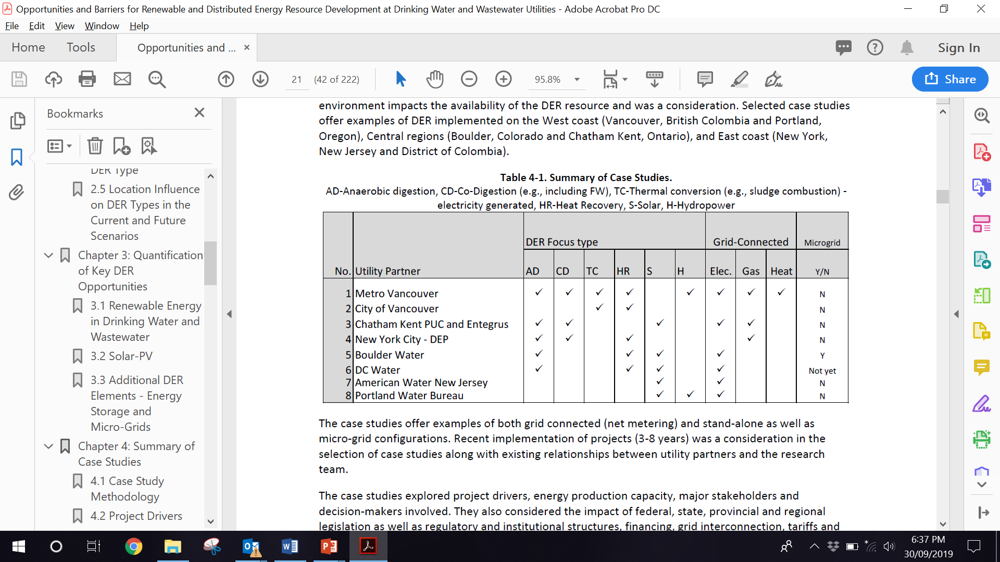 Opportunities and Barriers for Renewable and Distributed Energy Resource Development at Drinking Water and Wastewater Utilities - Adobe Acrobat Pro DC
File Edit View Window Help
Home Tools Opportunities and ... × Sign In
21 (42 of 222) 95.8% Share
Bookmarks
DER Type
2.5 Location Influence
on DER Types in the
Current and Future
Scenarios
Chapter 3: Quantification
of Key DER
Opportunities
3.1 Renewable Energy
in Drinking Water and
Wastewater
3.2 Solar-PV
3.3 Additional DER
Elements - Energy
Storage and
Micro-Grids
Chapter 4: Summary of
Case Studies
4.1 Case Study
Methodology
4.2 Project Drivers
environment impacts the availability of the DER resource and was a consideration. Selected case studies
offer examples of DER implemented on the West coast (Vancouver, British Colombia and Portland,
Oregon), Central regions (Boulder, Colorado and Chatham Kent, Ontario), and East coast (New York,
New Jersey and District of Colombia).
Table 4-1. Summary of Case Studies.
AD-Anaerobic digestion, CD-Co-Digestion (e.g., including FW), TC-Thermal conversion (e.g., sludge combustion) -
electricity generated, HR-Heat Recovery, S-Solar, H-Hydropower
DER Focus type Grid-Connected Microgrid
No. Utility Partner AD CD TC HR S H Elec. Gas Heat Y/N
1 Metro Vancouver ✓ ✓ ✓ ✓ ✓ ✓ ✓ ✓ N
2 City of Vancouver ✓ ✓ N
3 Chatham Kent PUC and Entegrus ✓ ✓ ✓ ✓ ✓ N
4 New York City - DEP ✓ ✓ ✓ ✓ N
5 Boulder Water ✓ ✓ ✓ ✓ Y
6 DC Water ✓ ✓ ✓ ✓ Not yet
7 American Water New Jersey ✓ ✓ N
8 Portland Water Bureau ✓ ✓ ✓ N
The case studies offer examples of both grid connected (net metering) and stand-alone as well as
micro-grid configurations. Recent implementation of projects (3-8 years) was a consideration in the
selection of case studies along with existing relationships between utility partners and the research
team.
The case studies explored project drivers, energy production capacity, major stakeholders and
decision-makers involved. They also considered the impact of federal, state, provincial and regional
legislation as well as regulatory and institutional structures, financing, grid interconnection, tariffs and
6:37 PM
30/09/2019